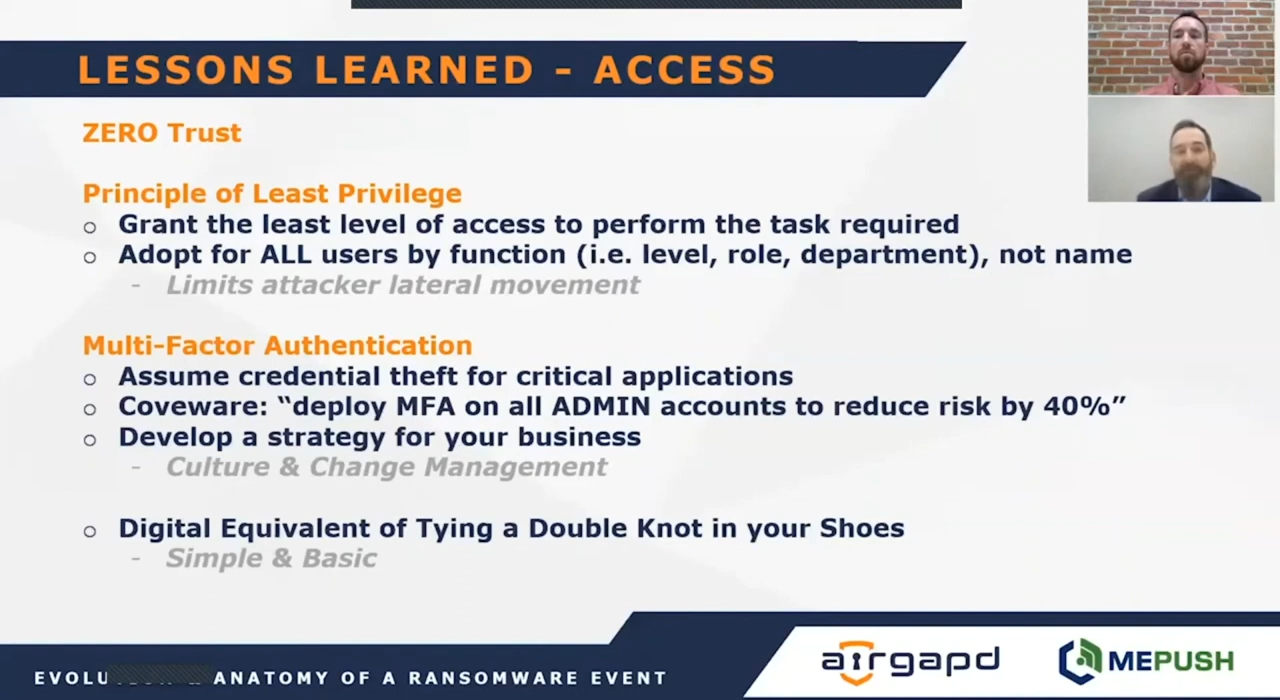 LESSONS LEARNED - ACCESS
ZERO Trust
Principle of Least Privilege
o Grant the least level of access to perform the task required
o Adopt for ALL users by function (i.e. level, role, department), not name
- Limits attacker lateral movement
Multi-Factor Authentication
o Assume credential theft for critical applications
o Coveware: “deploy MFA on all ADMIN accounts to reduce risk by 40%”
o Develop a strategy for your business
- Culture & Change Management
o Digital Equivalent of Tying a Double Knot in your Shoes
- Simple & Basic
ANATOMY OF A RANSOMWARE EVENT
airgapd
MEPUSH